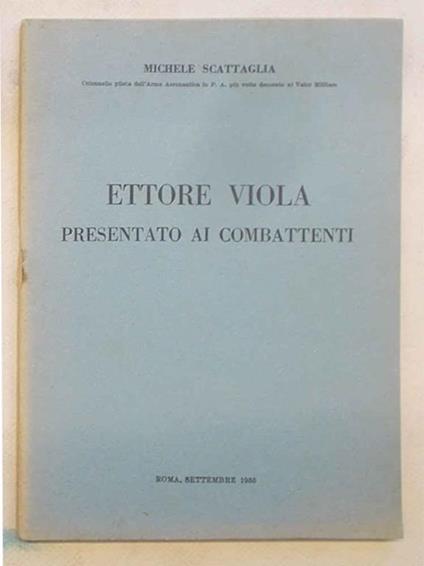 MICHELE SCATTAGLIA
Colonnello pilota dell'Arma Aeronautica in P. A. più volte decorato al Valor Militare
ETTORE VIOLA
PRESENTATO AI COMBATTENTI
ROMA, SETTEMBRE